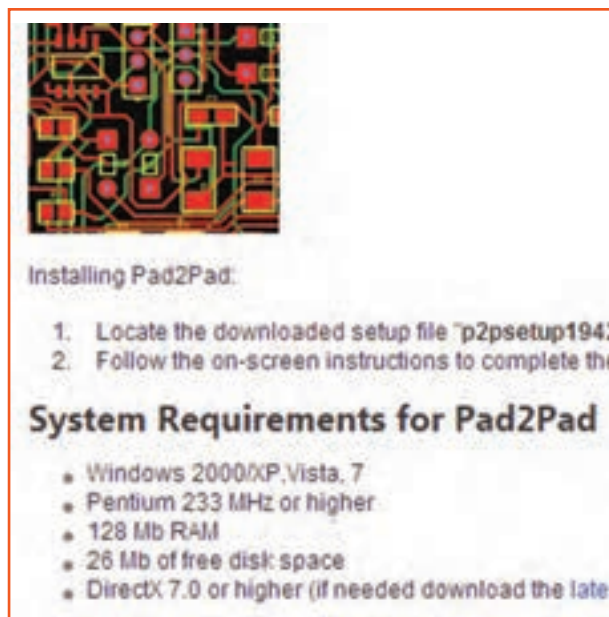 Installing Pad2Pad:
1. Locate the downloaded setup file "p2psetup194
2. Follow the on-screen instructions to complete the
System Requirements for Pad2Pad
Windows 2000/XP,Vista, 7
Pentium 233 MHz or higher
128 Mb RAM
26 Mb of free disk space
DirectX 7.0 or higher (if needed download the late